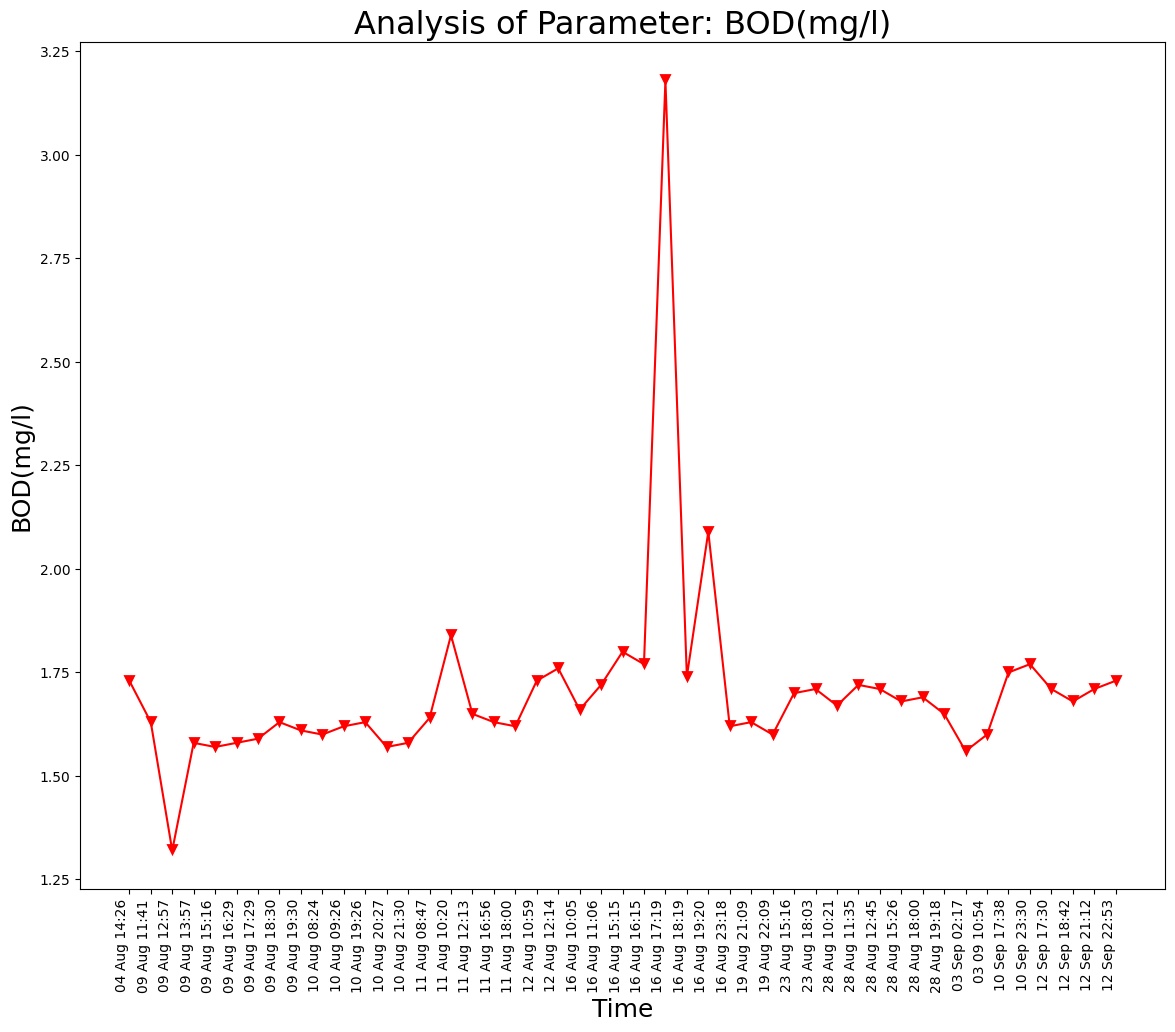 Analysis of Parameter: BOD(mg/l)
3.25
3.00
2.75
2.50
2.25
2.00
1.75
1.50
1.25
BOD(mg/l)
04 Aug 14:26
09 Aug 11:41
09 Aug 12:57
09 Aug 13:57
09 Aug 15:16
09 Aug 16:29
09 Aug 17:29
09 Aug 18:30
09 Aug 19:30
10 Aug 08:24
10 Aug 09:26
10 Aug 19:26
10 Aug 20:27
10 Aug 21:30
11 Aug 08:47
11 Aug 10:20
11 Aug 12:13
11 Aug 16:56
11 Aug 18:00
12 Aug 10:59
12 Aug 12:14
16 Aug 10:05
16 Aug 11:06
16 Aug 15:15
16 Aug 16:15
16 Aug 17:19
16 Aug 18:19
16 Aug 19:20
16 Aug 23:18
19 Aug 21:09
19 Aug 22:09
23 Aug 15:16
23 Aug 18:03
28 Aug 10:21
28 Aug 11:35
28 Aug 12:45
28 Aug 15:26
28 Aug 18:00
28 Aug 19:18
03 Sep 02:17
03 09 10:54
10 Sep 17:38
10 Sep 23:30
12 Sep 17:30
12 Sep 18:42
12 Sep 21:12
12 Sep 22:53
Time